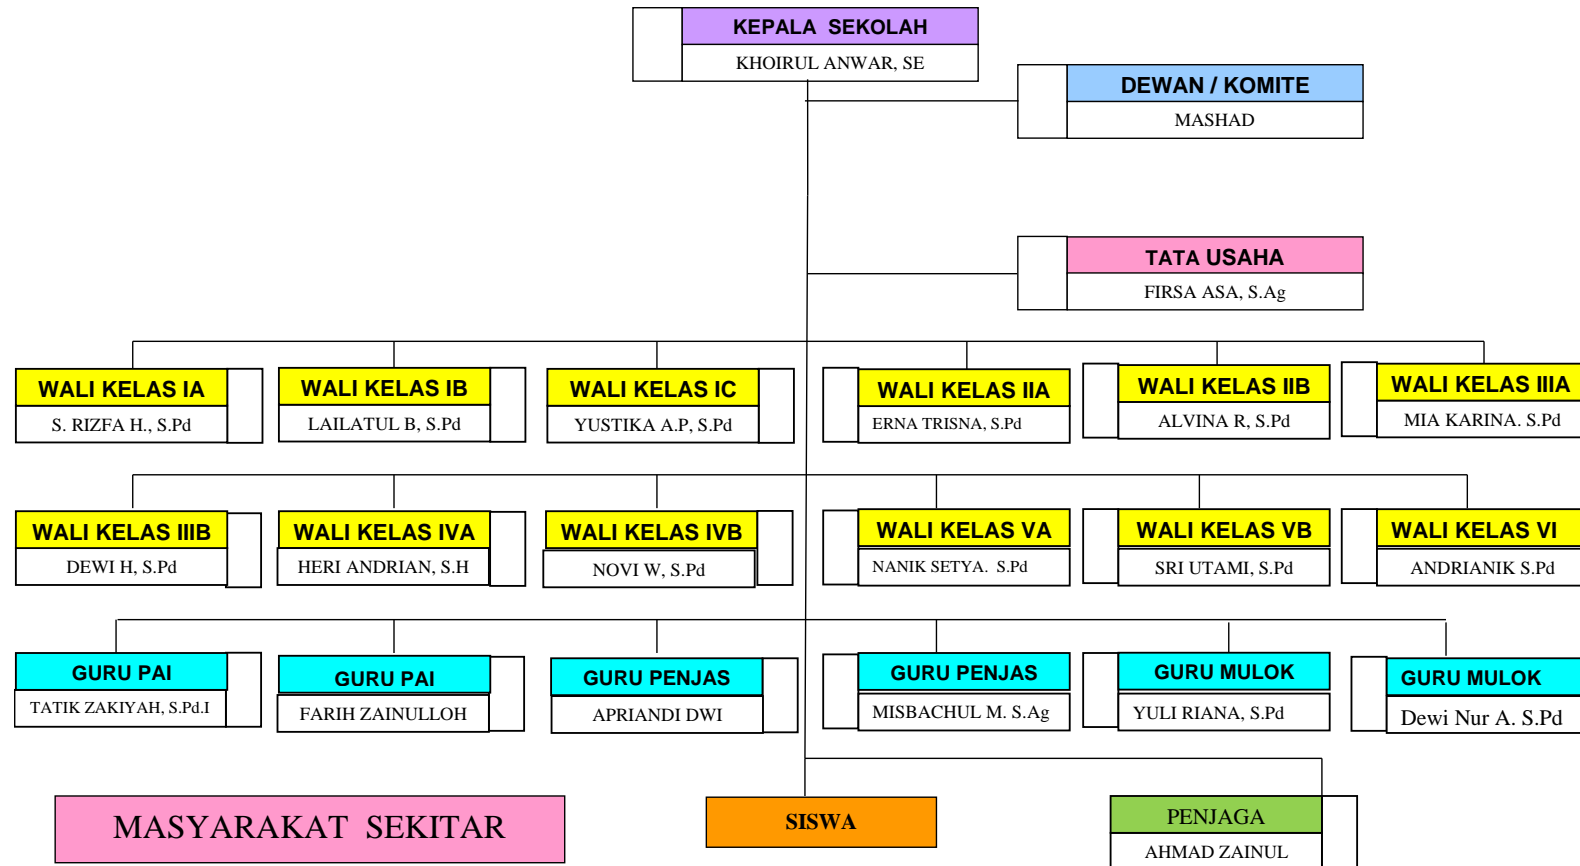 KEPALA SEKOLAH
KHOIRUL ANWAR, SE
DEWAN / KOMITE
MASHAD
TATA USAHA
FIRSA ASA, S.Ag
WALI KELAS IA
S. RIZFA H., S.Pd
WALI KELAS IB
LAILATUL B, S.Pd
WALI KELAS IC
YUSTIKA A.P, S.Pd
WALI KELAS IIA
ERNA TRISNA, S.Pd
WALI KELAS IIB
ALVINA R, S.Pd
WALI KELAS IIIA
MIA KARINA. S.Pd
WALI KELAS IIIB
DEWI H, S.Pd
WALI KELAS IVA
HERI ANDRIAN, S.H
WALI KELAS IVB
NOVI W, S.Pd
WALI KELAS VA
NANIK SETYA. S.Pd
WALI KELAS VB
SRI UTAMI, S.Pd
WALI KELAS VI
ANDRIANIK S.Pd
GURU PAI
TATIK ZAKIYAH, S.Pd.I
GURU PAI
FARIH ZAINULLOH
GURU PENJAS
APRIANDI DWI
GURU PENJAS
MISBACHUL M. S.Ag
GURU MULOK
YULI RIANA, S.Pd
GURU MULOK
Dewi Nur A. S.Pd
MASYARAKAT SEKITAR
SISWA
PENJAGA
AHMAD ZAINUL